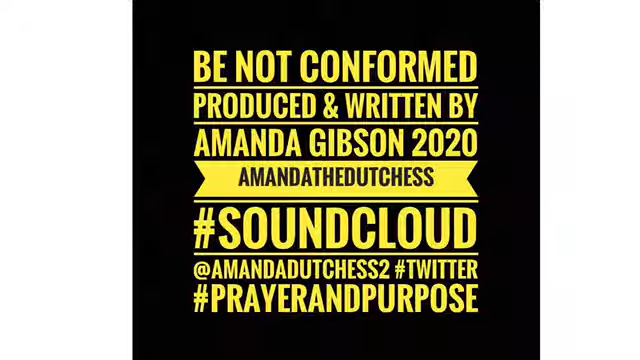 BE NOT CONFORMED
PRODUCED & WRITTEN BY
AMANDA GIBSON 2020
AMANDATHEDUTCHESS
#SOUNDCLOUD
@AMANDADUTCHESS2 #TWITTER
#PRAYERANDPURPOSE